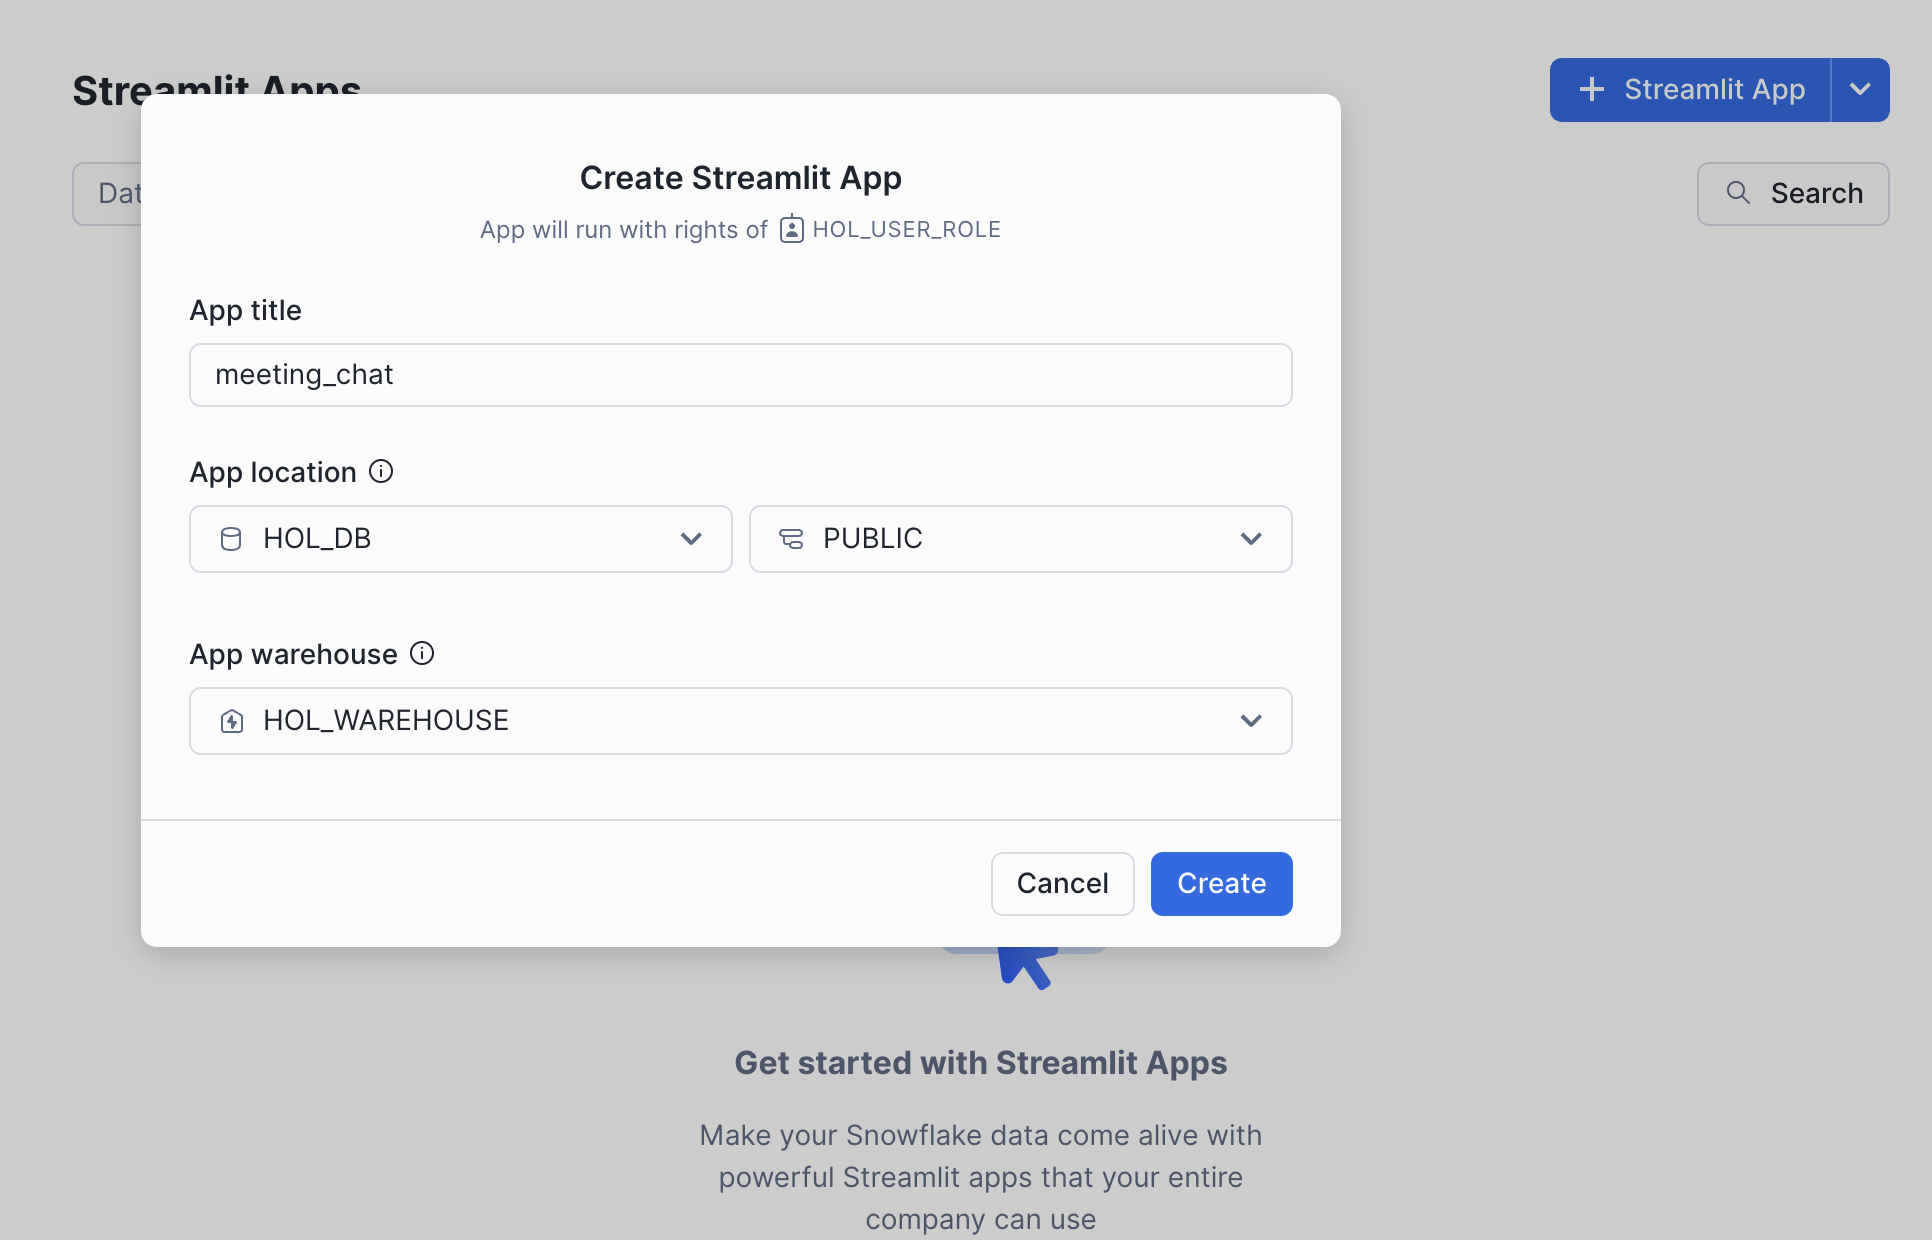 Streamlit Apps
+ Streamlit App
Dat
Search
Create Streamlit App
App will run with rights of HOL_USER_ROLE
App title
meeting_chat
App location
HOL_DB
PUBLIC
App warehouse
HOL_WAREHOUSE
Cancel
Create
Get started with Streamlit Apps
Make your Snowflake data come alive with
powerful Streamlit apps that your entire
company can use